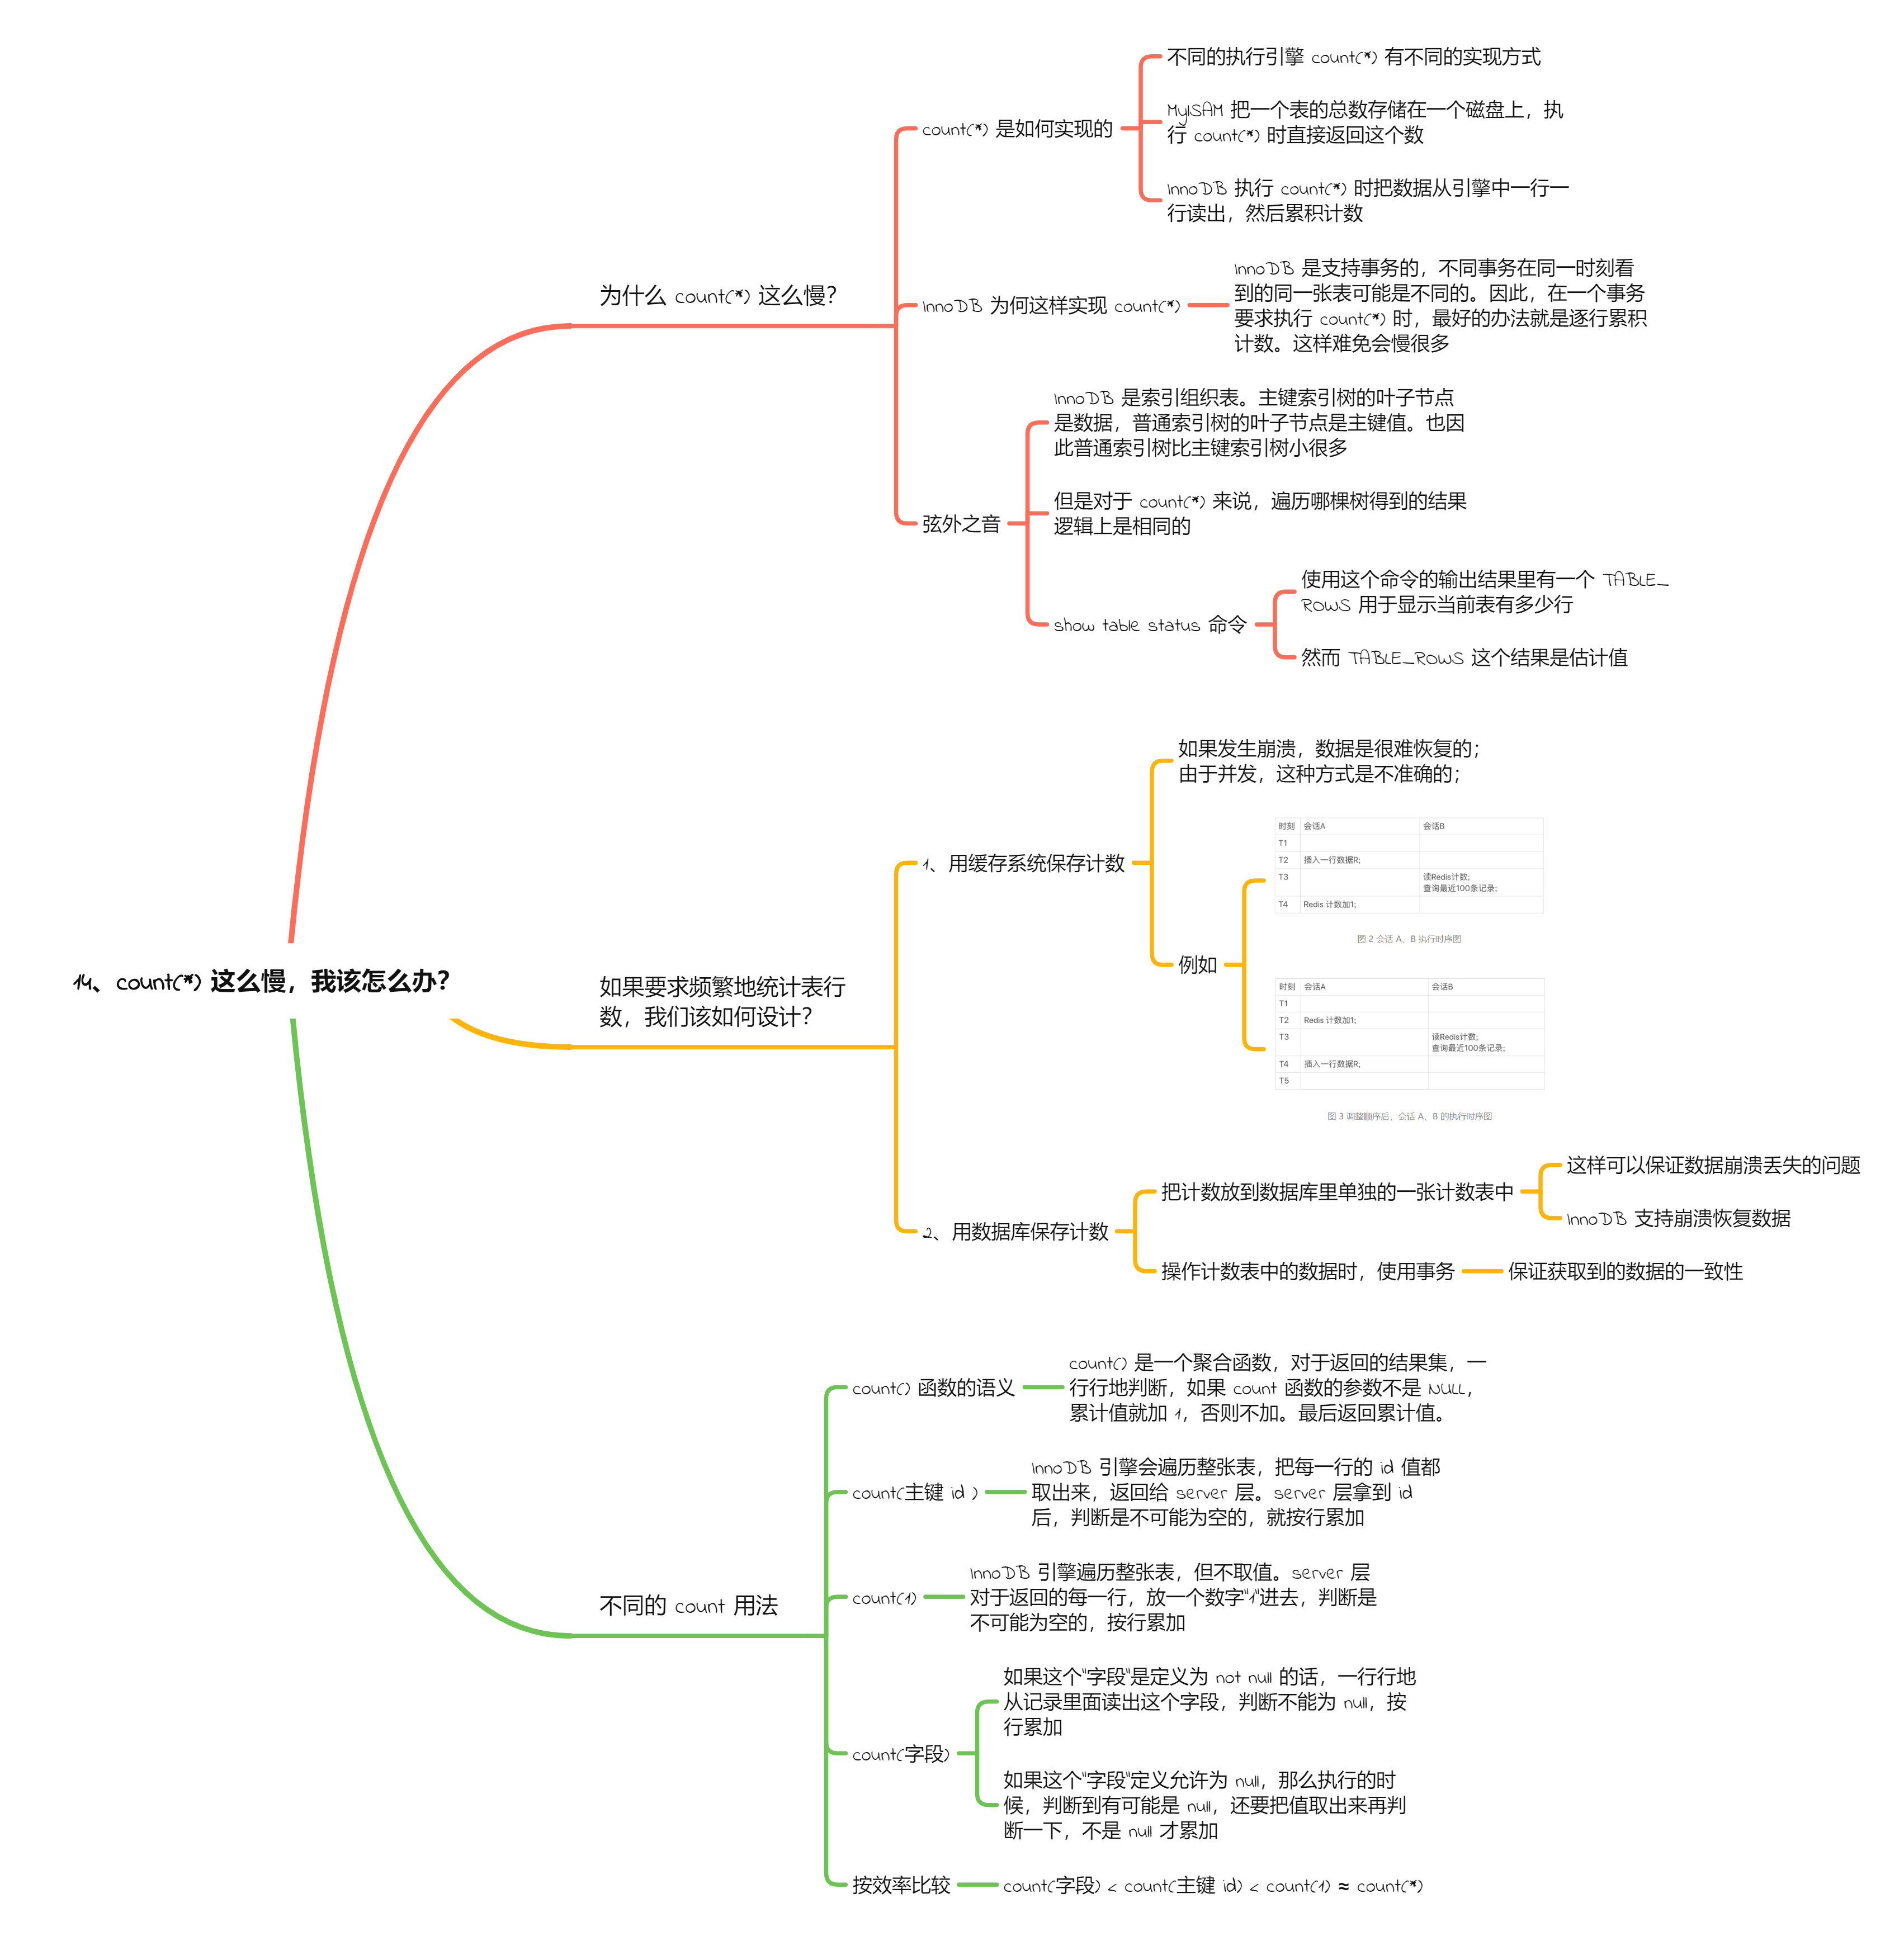 14、count(*) 这么慢，我该怎么办？
为什么 count(*) 这么慢？
count(*) 是如何实现的
不同的执行引擎 count(*) 有不同的实现方式
MyISAM 把一个表的总数存储在一个磁盘上，执
行 count(*) 时直接返回这个数
InnoDB 执行 count(*) 时把数据从引擎中一行一
行读出，然后累积计数
InnoDB 为何这样实现 count(*)
InnoDB 是支持事务的，不同事务在同一时刻看
到的同一张表可能是不同的。因此，在一个事务
要求执行 count(*) 时，最好的办法就是逐行累积
计数。这样难免会慢很多
弦外之音
InnoDB 是索引组织表。主键索引树的叶子节点
是数据，普通索引树的叶子节点是主键值。也因
此普通索引树比主键索引树小很多
但是对于 count(*) 来说，遍历哪棵树得到的结果
逻辑上是相同的
show table status 命令
使用这个命令的输出结果里有一个 TABLE_
ROWS 用于显示当前表有多少行
然而 TABLE_ROWS 这个结果是估计值
如果要求频繁地统计表行
数，我们该如何设计？
1、用缓存系统保存计数
如果发生崩溃，数据是很难恢复的；
由于并发，这种方式是不准确的；
例如
时刻 会话A 会话B
T1
T2 插入一行数据R;
T3 读Redis计数;
查询最近100条记录;
T4 Redis 计数加1;
图 2 会话 A、B 执行时序图
时刻 会话A 会话B
T1
T2 Redis 计数加1;
T3 读Redis计数;
查询最近100条记录;
T4 插入一行数据R;
T5
图 3 调整顺序后，会话 A、B 的执行时序图
2、用数据库保存计数
把计数放到数据库里单独的一张计数表中
这样可以保证数据崩溃丢失的问题
InnoDB 支持崩溃恢复数据
操作计数表中的数据时，使用事务
保证获取到的数据的一致性
不同的 count 用法
count() 函数的语义
count() 是一个聚合函数，对于返回的结果集，一
行行地判断，如果 count 函数的参数不是 NULL，
累计值就加 1，否则不加。最后返回累计值。
count(主键 id )
InnoDB 引擎会遍历整张表，把每一行的 id 值都
取出来，返回给 server 层。server 层拿到 id
后，判断是不可能为空的，就按行累加
count(1)
InnoDB 引擎遍历整张表，但不取值。server 层
对于返回的每一行，放一个数字"1"进去，判断是
不可能为空的，按行累加
count(字段)
如果这个"字段"是定义为 not null 的话，一行行地
从记录里面读出这个字段，判断不能为 null，按
行累加
如果这个"字段"定义允许为 null，那么执行的时
候，判断到有可能是 null，还要把值取出来再判
断一下，不是 null 才累加
按效率比较
count(字段) < count(主键 id) < count(1) ≈ count(*)